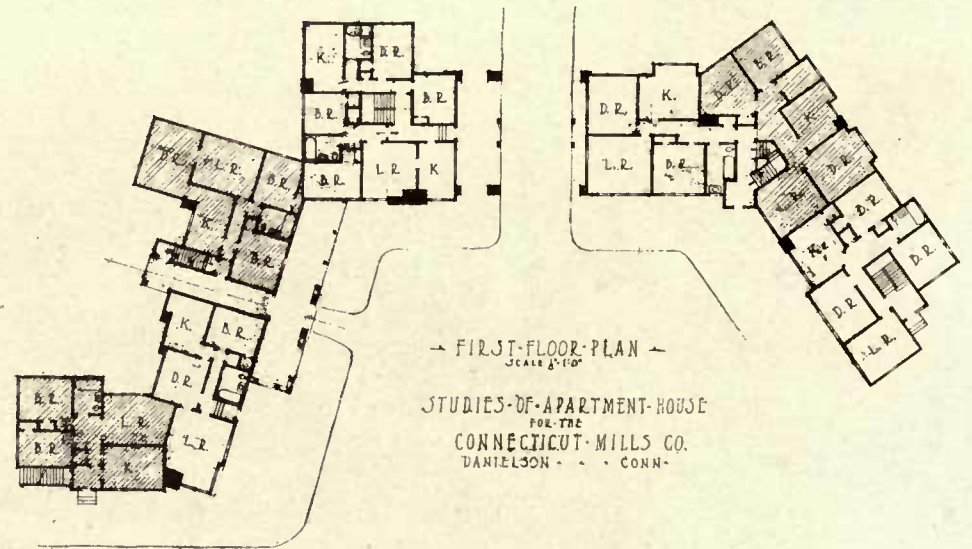 K.
B.R.
B.R.
B.R.
B.R.
L.R.
K
D.R.
K.
L.R.
B.R.
B.R.
B.R.
K.
D.R.
L.R.
B.R.
D.R.
D.R.
L.R.
L.R.
B.R.
K.
B.R.
K.
B.R.
D.R.
L.R.
B.R.
L.R.
B.R.
K.
FIRST·FLOOR·PLAN
STUDIES·OF·APARTMENT·HOUSE
FOR·THE
CONNECTICUT·MILLS CO.
DANIELSON - - - CONN-